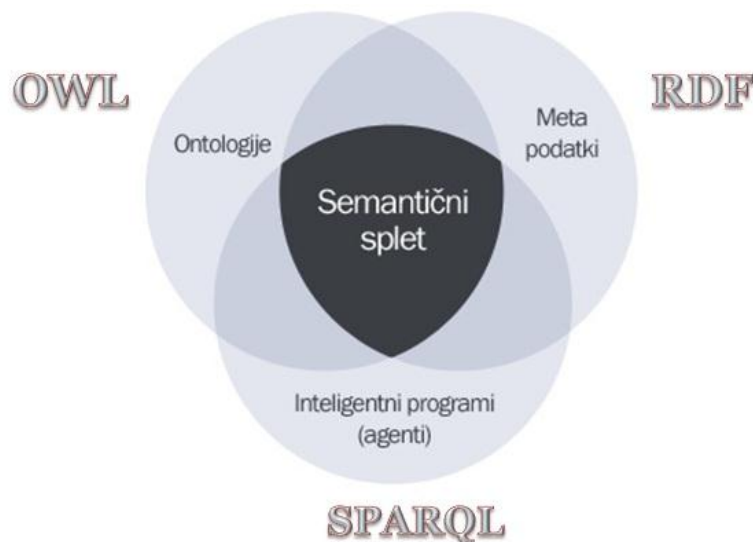 OWL
RDF
Ontologije
Meta
podatki
Semantični
splet
Inteligentni programi
(agenti)
SPARQL